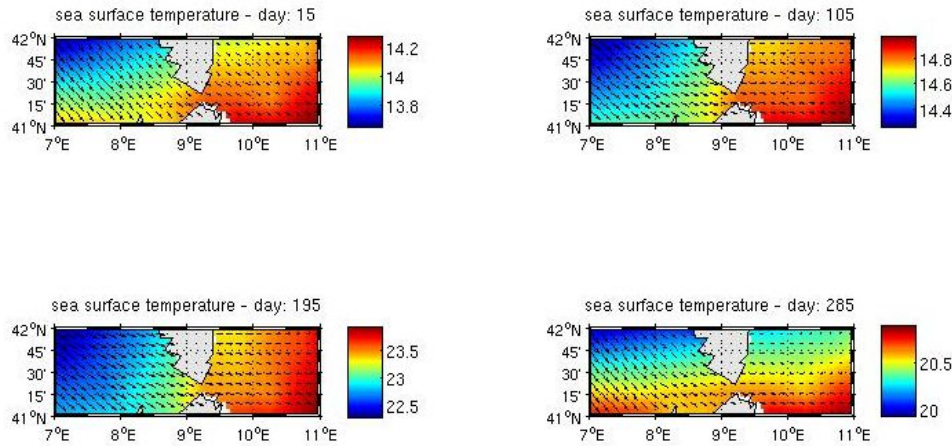 sea surface temperature - day: 15
42°N
45'
30'
15'
41°N
7°E 8°E 9°E 10°E 11°E
14.2
14
13.8
sea surface temperature - day: 105
42°N
45'
30'
15'
41°N
7°E 8°E 9°E 10°E 11°E
14.8
14.6
14.4
sea surface temperature - day: 195
42°N
45'
30'
15'
41°N
7°E 8°E 9°E 10°E 11°E
23.5
23
22.5
sea surface temperature - day: 285
42°N
45'
30'
15'
41°N
7°E 8°E 9°E 10°E 11°E
20.5
20